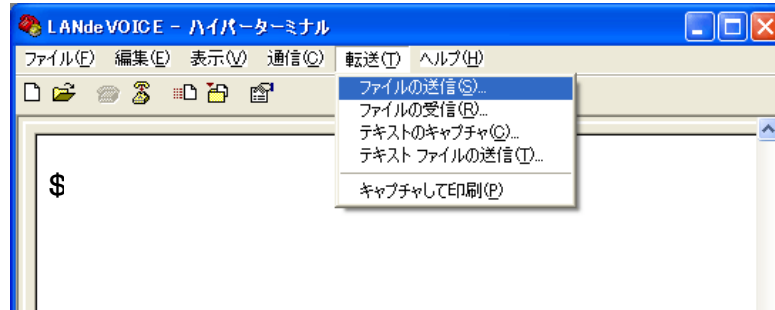 LANdeVOICE - ハイパーターミナル
ファイル(F) 編集(E) 表示(V) 通信(C) 転送(T) ヘルプ(H)
ファイルの送信(S)...
ファイルの受信(R)...
テキストのキャプチャ(C)...
テキスト ファイルの送信(T)...
キャプチャして印刷(P)
$